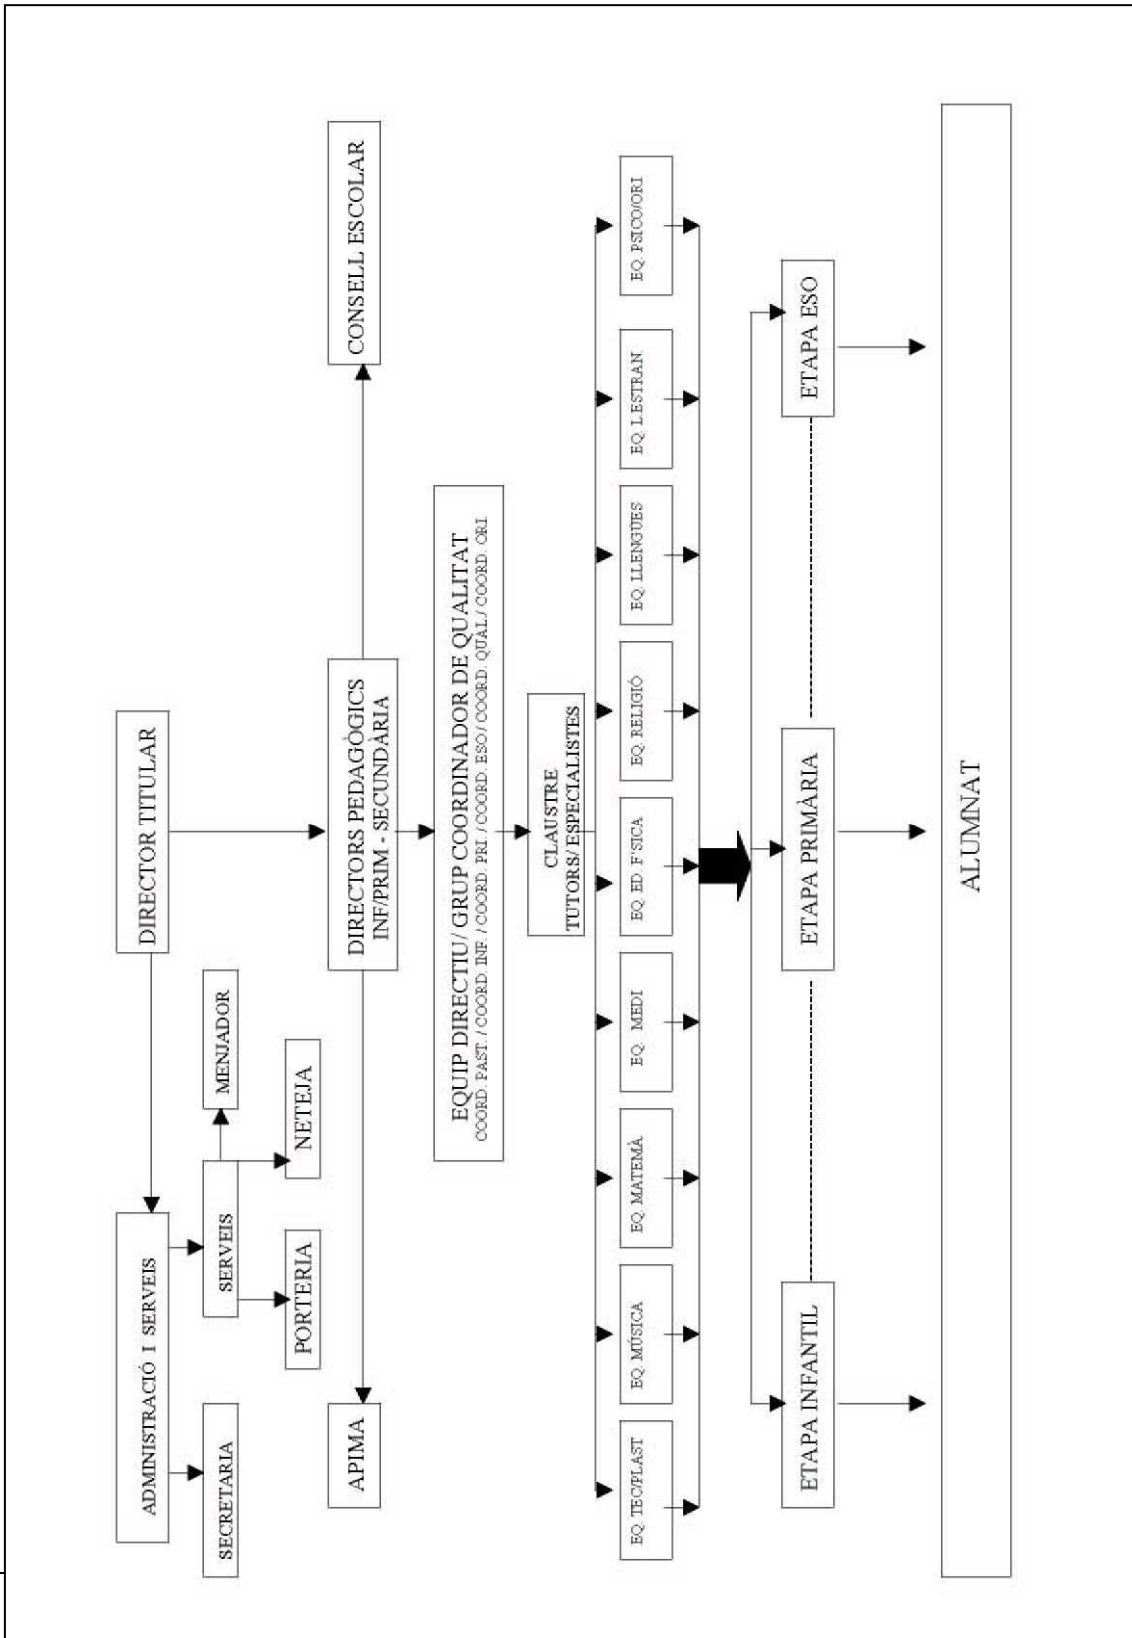 DIRECTOR TITULAR
ADMINISTRACIÓ I SERVEIS
SECRETARIA
SERVEIS
MENJADOR
PORTERIA
NETEJA
APIMA
DIRECTORS PEDAGÒGICS
INF/PRIM - SECUNDÀRIA
CONSELL ESCOLAR
EQUIP DIRECTIU/ GRUP COORDINADOR DE QUALITAT
COORD. PAST. / COORD. INF. / COORD. PRI. / COORD. ESO/ COORD. QUAL./ COORD. ORI.
CLAUSTRE
TUTORS/ ESPECIALISTES
EQ. TEC/PLAST
EQ. MÚSICA
EQ. MATEMÀ
EQ. MEDI
EQ. ED F'SICA
EQ. RELIGIÓ
EQ. LLENGÜES
EQ. L.ESTRAN
EQ. PSICO/ORI
ETAPA INFANTIL
ETAPA PRIMÀRIA
ETAPA ESO
ALUMNAT